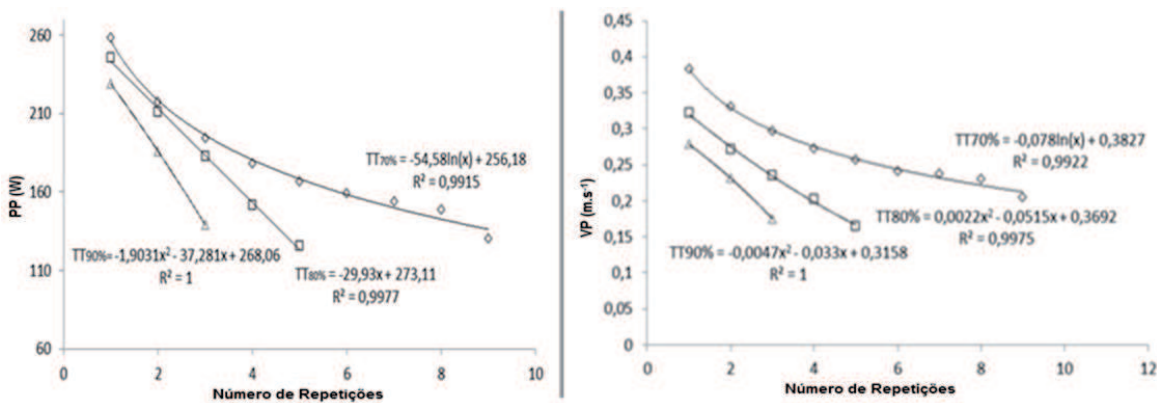 260
210
160
110
60
PP (W)
TT70% = -54,58ln(x) + 256,18
R² = 0,9915
TT90% = -1,9031x² - 37,281x + 268,06
R² = 1
TT80% = -29,93x + 273,11
R² = 0,9977
0 2 4 6 8 10
Número de Repetições
0,45
0,4
0,35
0,3
0,25
0,2
0,15
0,1
0,05
0
VP (m.s⁻¹)
TT70% = -0,078ln(x) + 0,3827
R² = 0,9922
TT80% = 0,0022x² - 0,0515x + 0,3692
R² = 0,9975
TT90% = -0,0047x² - 0,033x + 0,3158
R² = 1
0 2 4 6 8 10 12
Número de Repetições